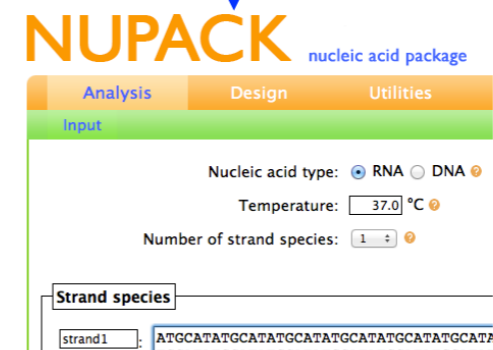 NUPACK nucleic acid package
Analysis Design Utilities
Input
Nucleic acid type: RNA DNA ?
Temperature: 37.0 °C ?
Number of strand species: 1 ?
Strand species
strand1 : ATGCATATGCATATGCATATGCATATGCATATGCATA